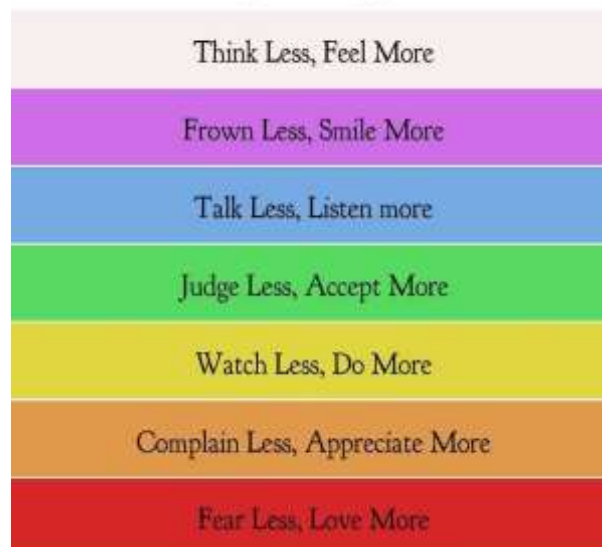 Think Less, Feel More
Frown Less, Smile More
Talk Less, Listen more
Judge Less, Accept More
Watch Less, Do More
Complain Less, Appreciate More
Fear Less, Love More